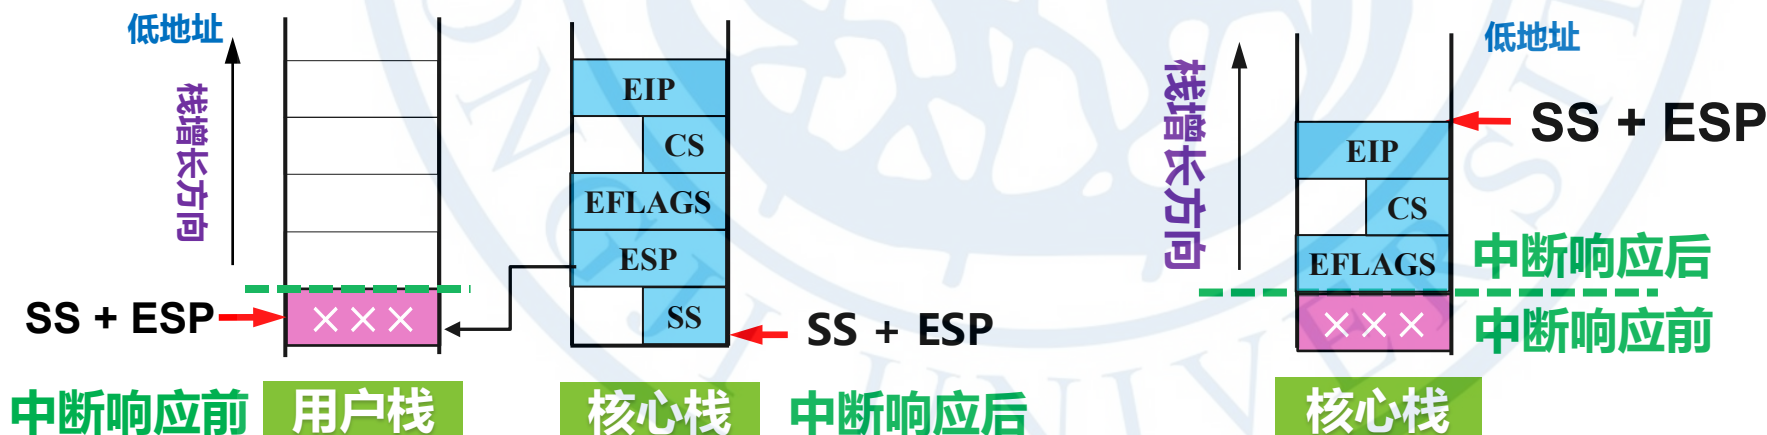 低地址
栈增长方向
SS + ESP
×××
中断响应前
用户栈
EIP
CS
EFLAGS
ESP
SS
SS + ESP
核心栈
中断响应后
低地址
栈增长方向
SS + ESP
EIP
CS
EFLAGS
中断响应后
×××
中断响应前
核心栈